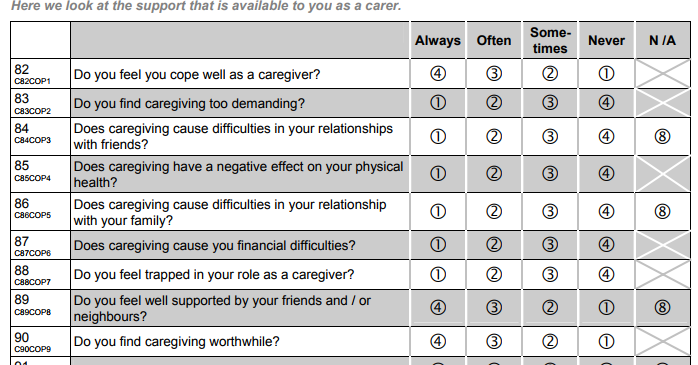 Here we look at the support that is available to you as a carer.
Always Often Some-times Never N /A
82 C82COP1 Do you feel you cope well as a caregiver? ④ ③ ② ①
83 C83COP2 Do you find caregiving too demanding? ① ② ③ ④
84 C84COP3 Does caregiving cause difficulties in your relationships
with friends? ① ② ③ ④ ⑧
85 C85COP4 Does caregiving have a negative effect on your physical
health? ① ② ③ ④
86 C86COP5 Does caregiving cause difficulties in your relationship
with your family? ① ② ③ ④ ⑧
87 C87COP6 Does caregiving cause you financial difficulties? ① ② ③ ④
88 C88COP7 Do you feel trapped in your role as a caregiver? ① ② ③ ④
89 C89COP8 Do you feel well supported by your friends and / or
neighbours? ④ ③ ② ① ⑧
90 C90COP9 Do you find caregiving worthwhile? ④ ③ ② ①